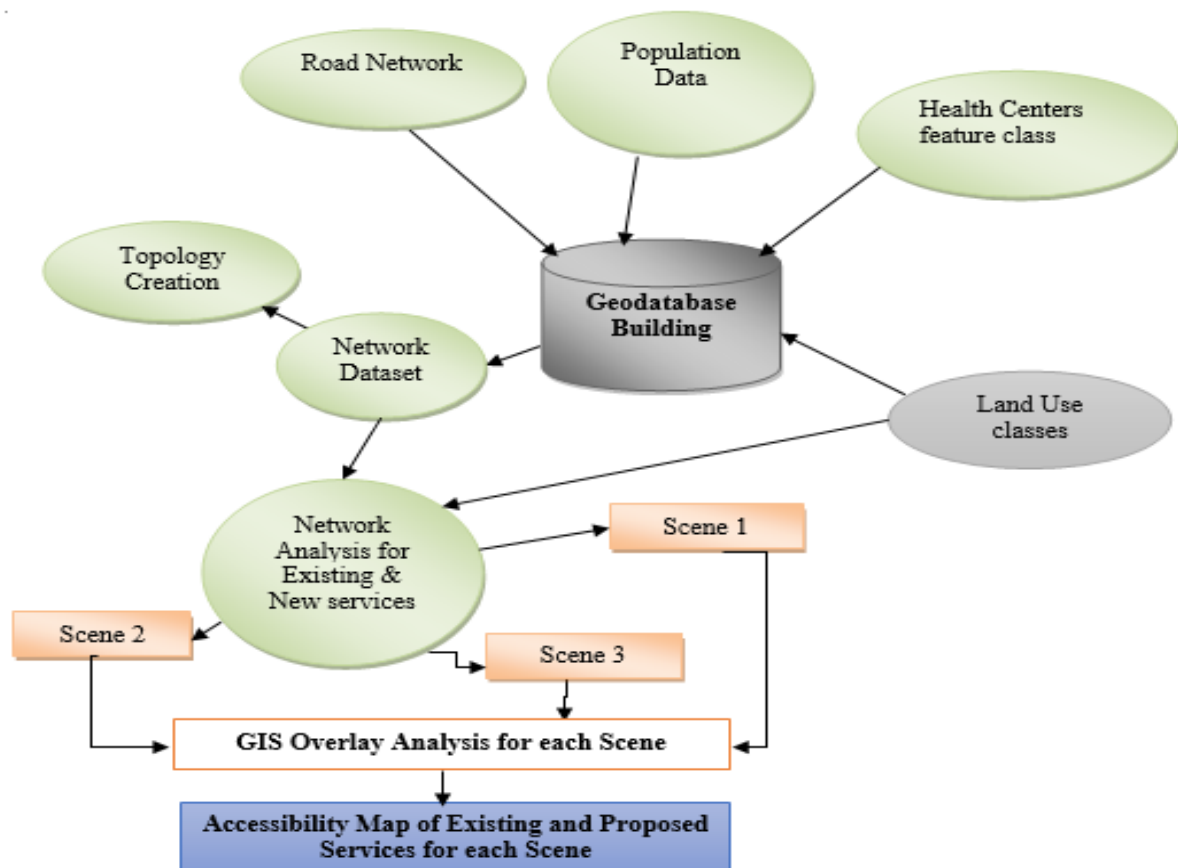 Road Network
Population
Data
Health Centers
feature class
Topology
Creation
Geodatabase
Building
Network
Dataset
Land Use
classes
Network
Analysis for
Existing &
New services
Scene 1
Scene 2
Scene 3
GIS Overlay Analysis for each Scene
Accessibility Map of Existing and Proposed
Services for each Scene